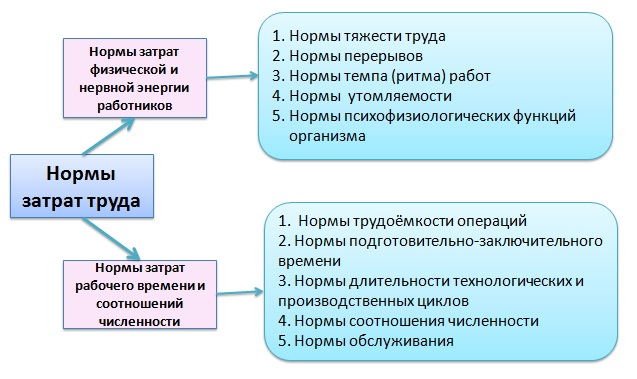 Нормы затрат
физической и
нервной энергии
работников
1. Нормы тяжести труда
2. Нормы перерывов
3. Нормы темпа (ритма) работ
4. Нормы утомляемости
5. Нормы психофизиологических функций
организма
Нормы
затрат труда
Нормы затрат
рабочего времени и
соотношений
численности
1. Нормы трудоёмкости операций
2. Нормы подготовительно-заключительного
времени
3. Нормы длительности технологических и
производственных циклов
4. Нормы соотношения численности
5. Нормы обслуживания